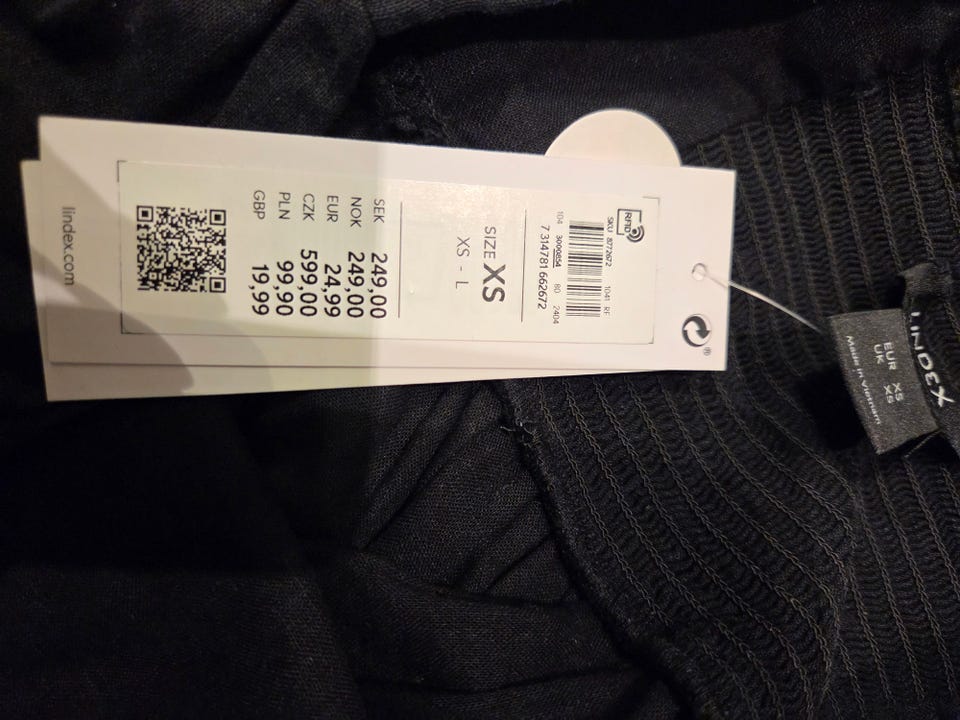 RFID
SKU 8772672 1041 RF
104 3000854 80 2404
7 314781 662672
SIZE XS
XS - L
SEK 249,00
NOK 249,00
EUR 24,99
CZK 599,00
PLN 99,90
GBP 19,99
lindex.com
®
LINDEX
EUR XS
UK XS
Made in Vietnam